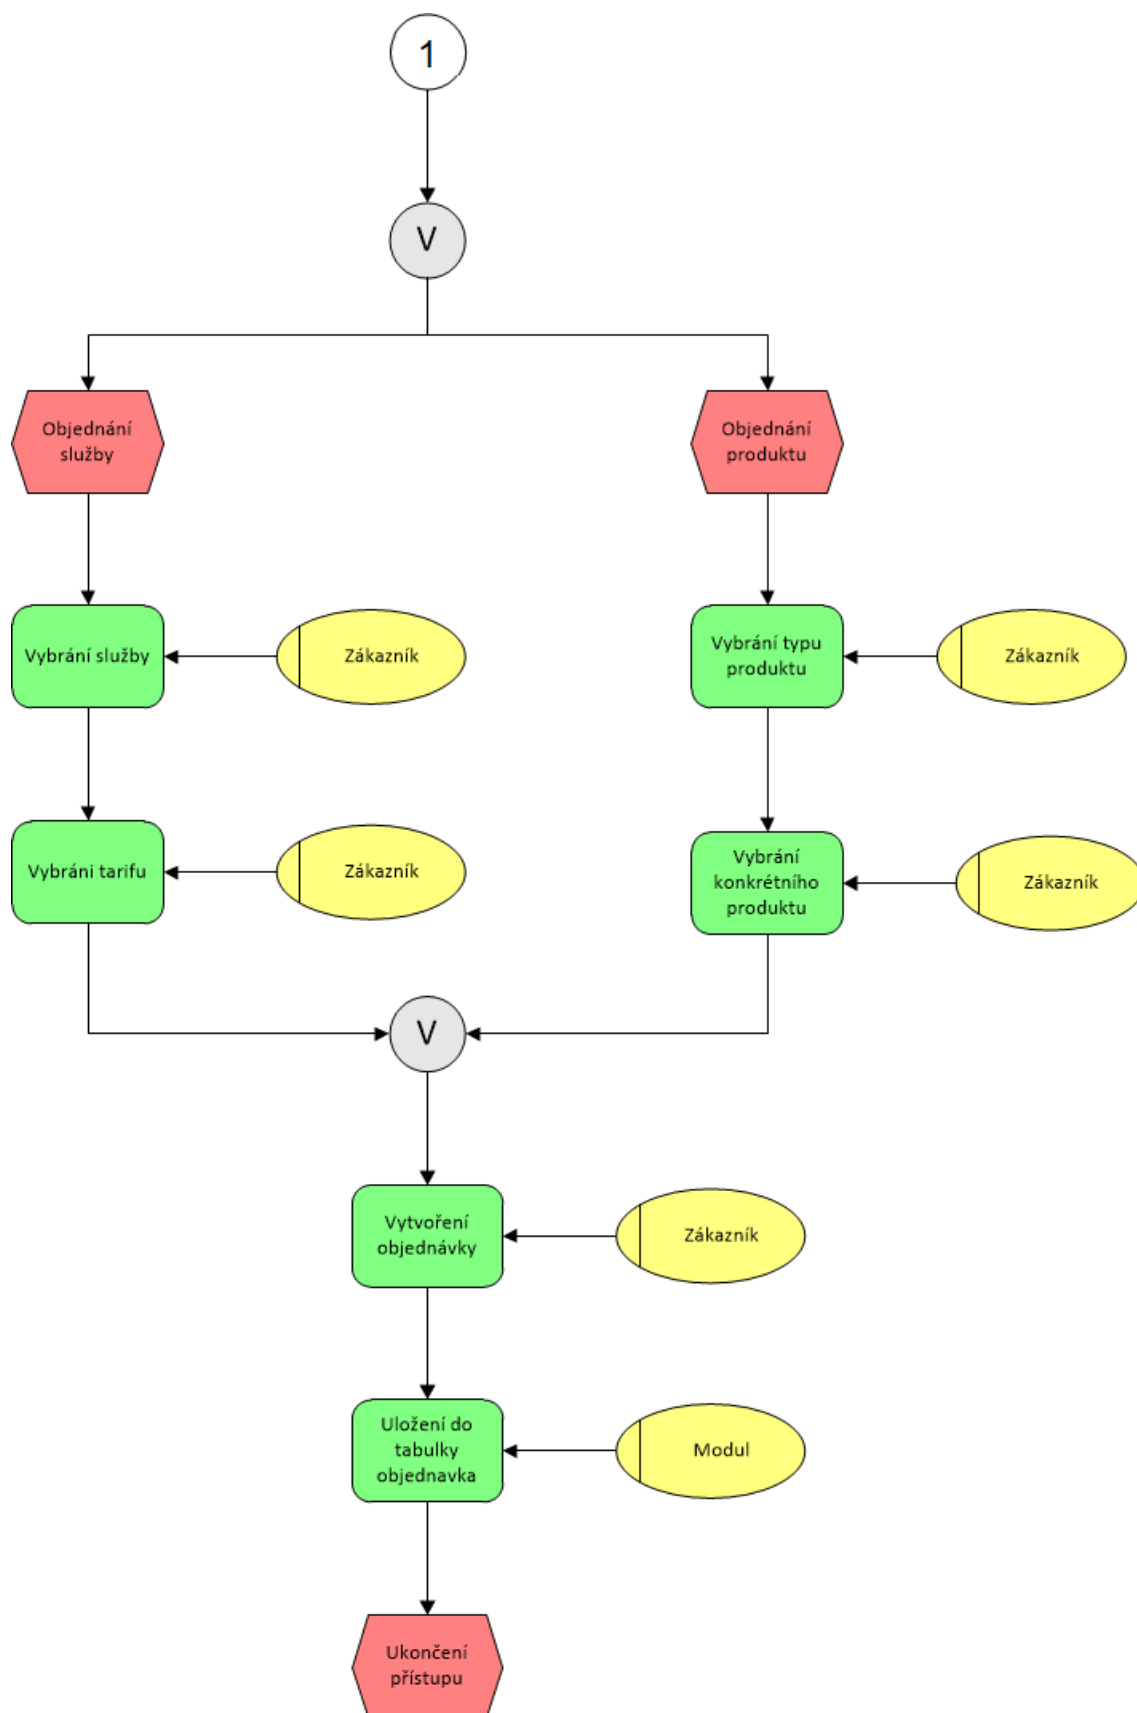 1
V
Objednání
služby
Objednání
produktu
Vybrání služby
Zákazník
Vybrání typu
produktu
Zákazník
Vybráni tarifu
Zákazník
Vybrání
konkrétního
produktu
Zákazník
V
Vytvoření
objednávky
Zákazník
Uložení do
tabulky
objednavka
Modul
Ukončení
přístupu